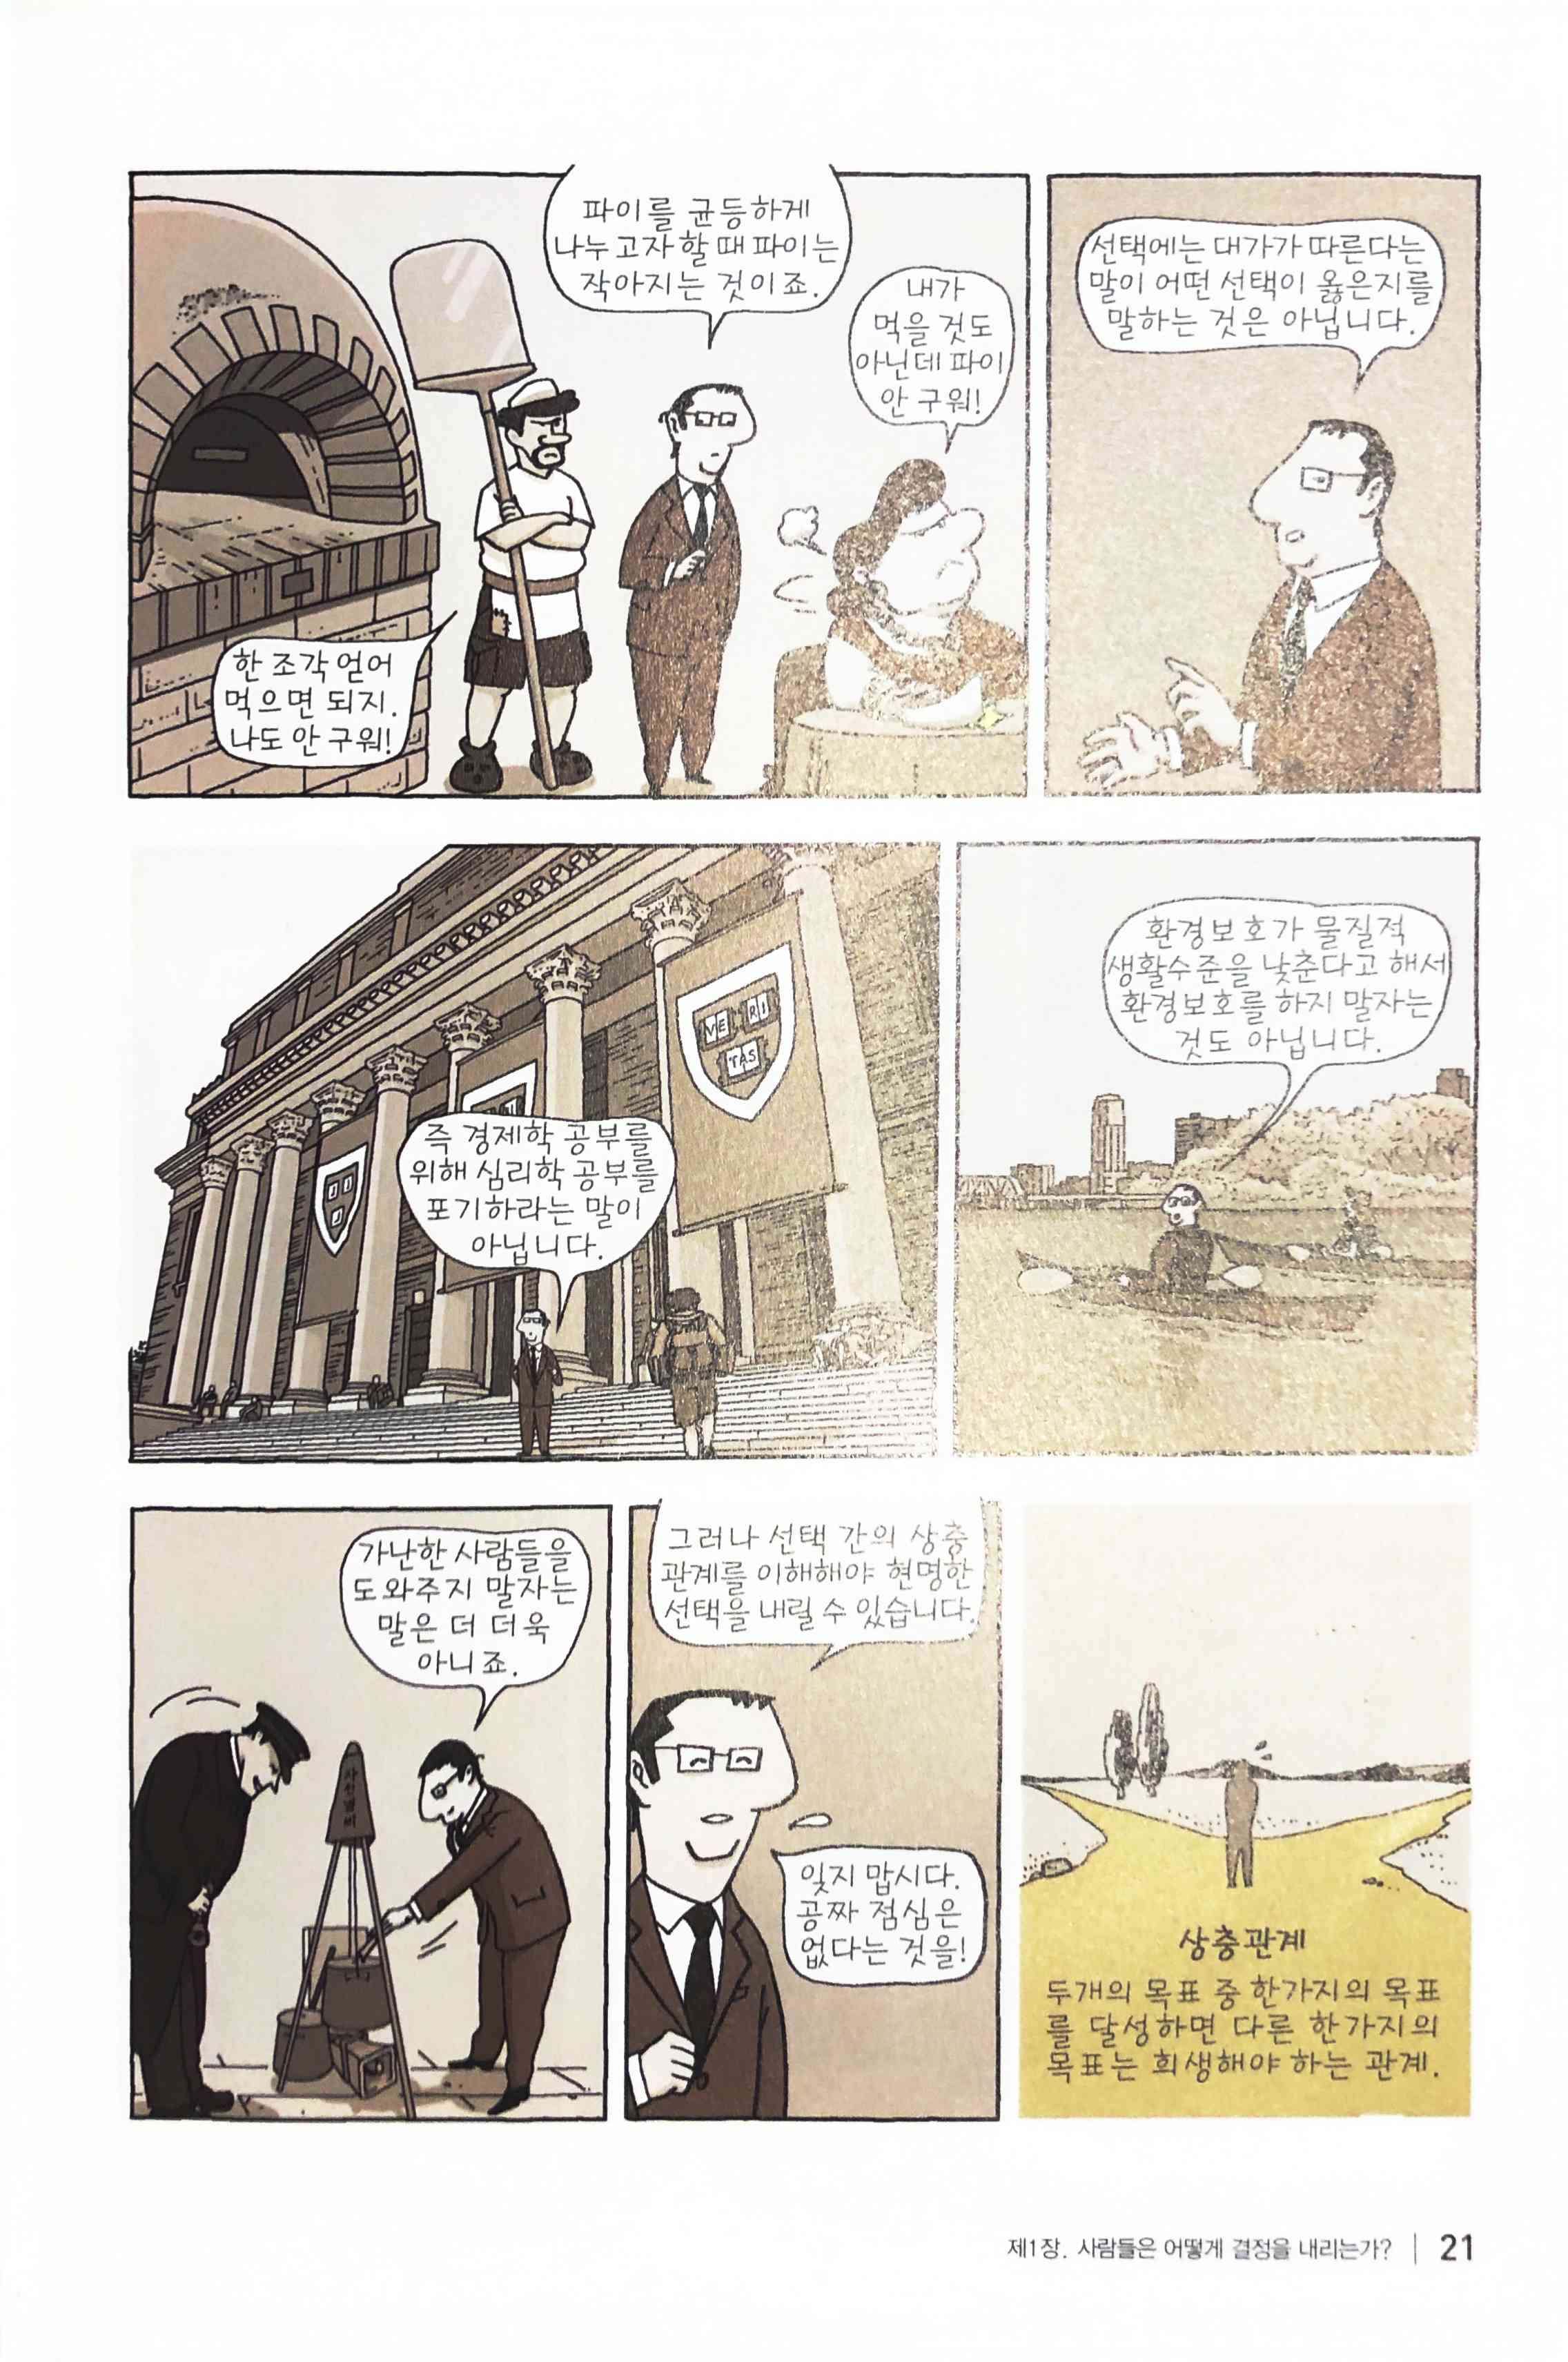 파이를 균등하게
나누고자 할 때 파이는
작아지는 것이죠.
내가
먹을 것도
아닌데 파이
안 구워!
한 조각 얻어
먹으면 되지.
나도 안 구워!
선택에는 대가가 따른다는
말이 어떤 선택이 옳은지를
말하는 것은 아닙니다.
VE RI
TAS
즉 경제학 공부를
위해 심리학 공부를
포기하라는 말이
아닙니다.
환경보호가 물질적
생활수준을 낮춘다고 해서
환경보호를 하지 말자는
것도 아닙니다.
가난한 사람들을
도와주지 말자는
말은 더 더욱
아니죠.
그러나 선택 간의 상충
관계를 이해해야 현명한
선택을 내릴 수 있습니다.
잊지 맙시다.
공짜 점심은
없다는 것을!
상충관계
두개의 목표 중 한가지의 목표
를 달성하면 다른 한가지의
목표는 희생해야 하는 관계.
제1장. 사람들은 어떻게 결정을 내리는가? | 21